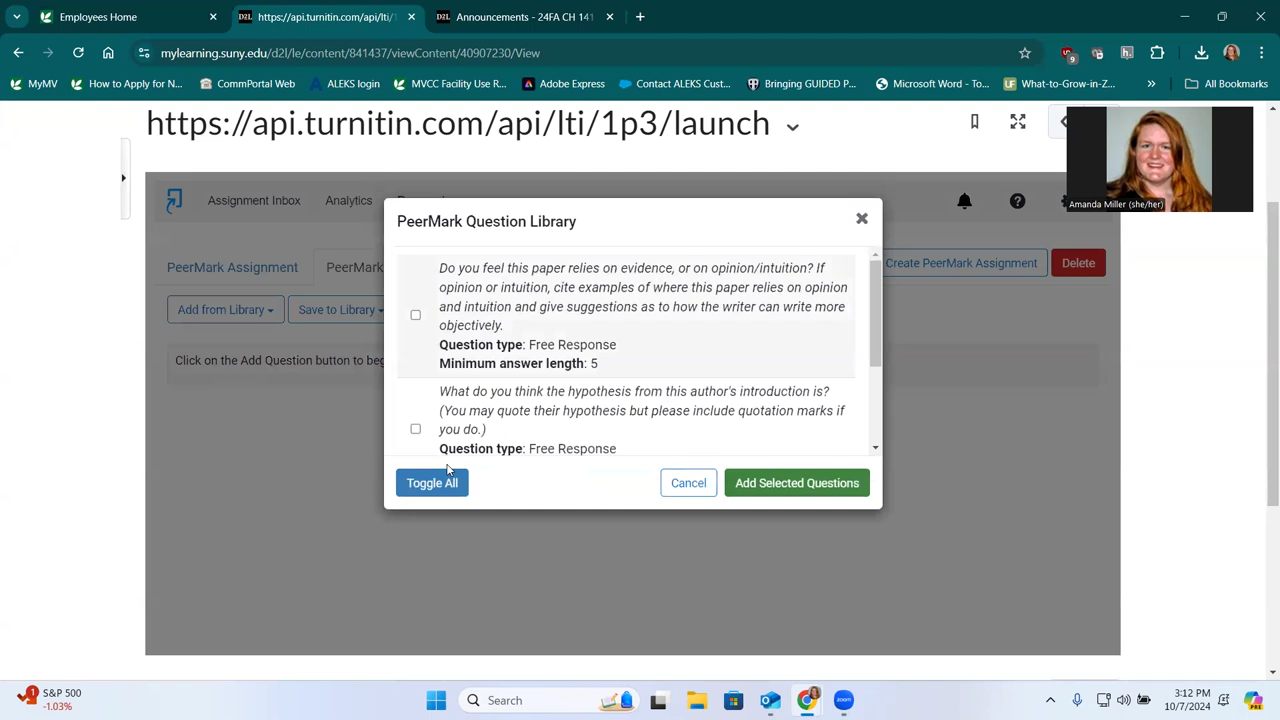 Employees Home
https://api.turnitin.com/api/lti/1
D2L
Announcements - 24FA CH 141
mylearning.suny.edu/d2l/le/content/841437/viewContent/40907230/View
9
MyMV
How to Apply for N...
CommPortal Web
ALEKS login
MVCC Facility Use R...
Adobe Express
Contact ALEKS Cust...
Bringing GUIDED P...
Microsoft Word - To...
What-to-Grow-in-Z...
All Bookmarks
https://api.turnitin.com/api/lti/1p3/launch
Amanda Miller (she/her)
Assignment Inbox
Analytics
PeerMark Question Library
PeerMark Assignment
PeerMark
Create PeerMark Assignment
Delete
Add from Library
Save to Library
Click on the Add Question button to beg
Do you feel this paper relies on evidence, or on opinion/intuition? If
opinion or intuition, cite examples of where this paper relies on opinion
and intuition and give suggestions as to how the writer can write more
objectively.
Question type: Free Response
Minimum answer length: 5
What do you think the hypothesis from this author's introduction is?
(You may quote their hypothesis but please include quotation marks if
you do.)
Question type: Free Response
Toggle All
Cancel
Add Selected Questions
1
S&P 500
-1.03%
Search
zoom
3:12 PM
10/7/2024
PRE